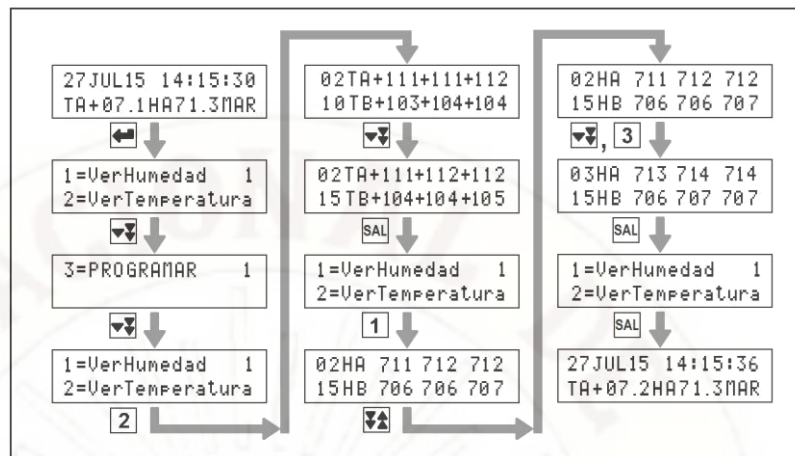 27JUL15 14:15:30
TA+07.1HA71.3MAR
1=VerHumedad 1
2=VerTemperatura
3=PROGRAMAR 1
1=VerHumedad 1
2=VerTemperatura
2
02TA+111+111+112
10TB+103+104+104
02TA+111+112+112
15TB+104+104+105
SAL
1=VerHumedad 1
2=VerTemperatura
1
02HA 711 712 712
15HB 706 706 707
02HA 711 712 712
15HB 706 706 707
, 3
03HA 713 714 714
15HB 706 707 707
SAL
1=VerHumedad 1
2=VerTemperatura
SAL
27JUL15 14:15:36
TA+07.2HA71.3MAR